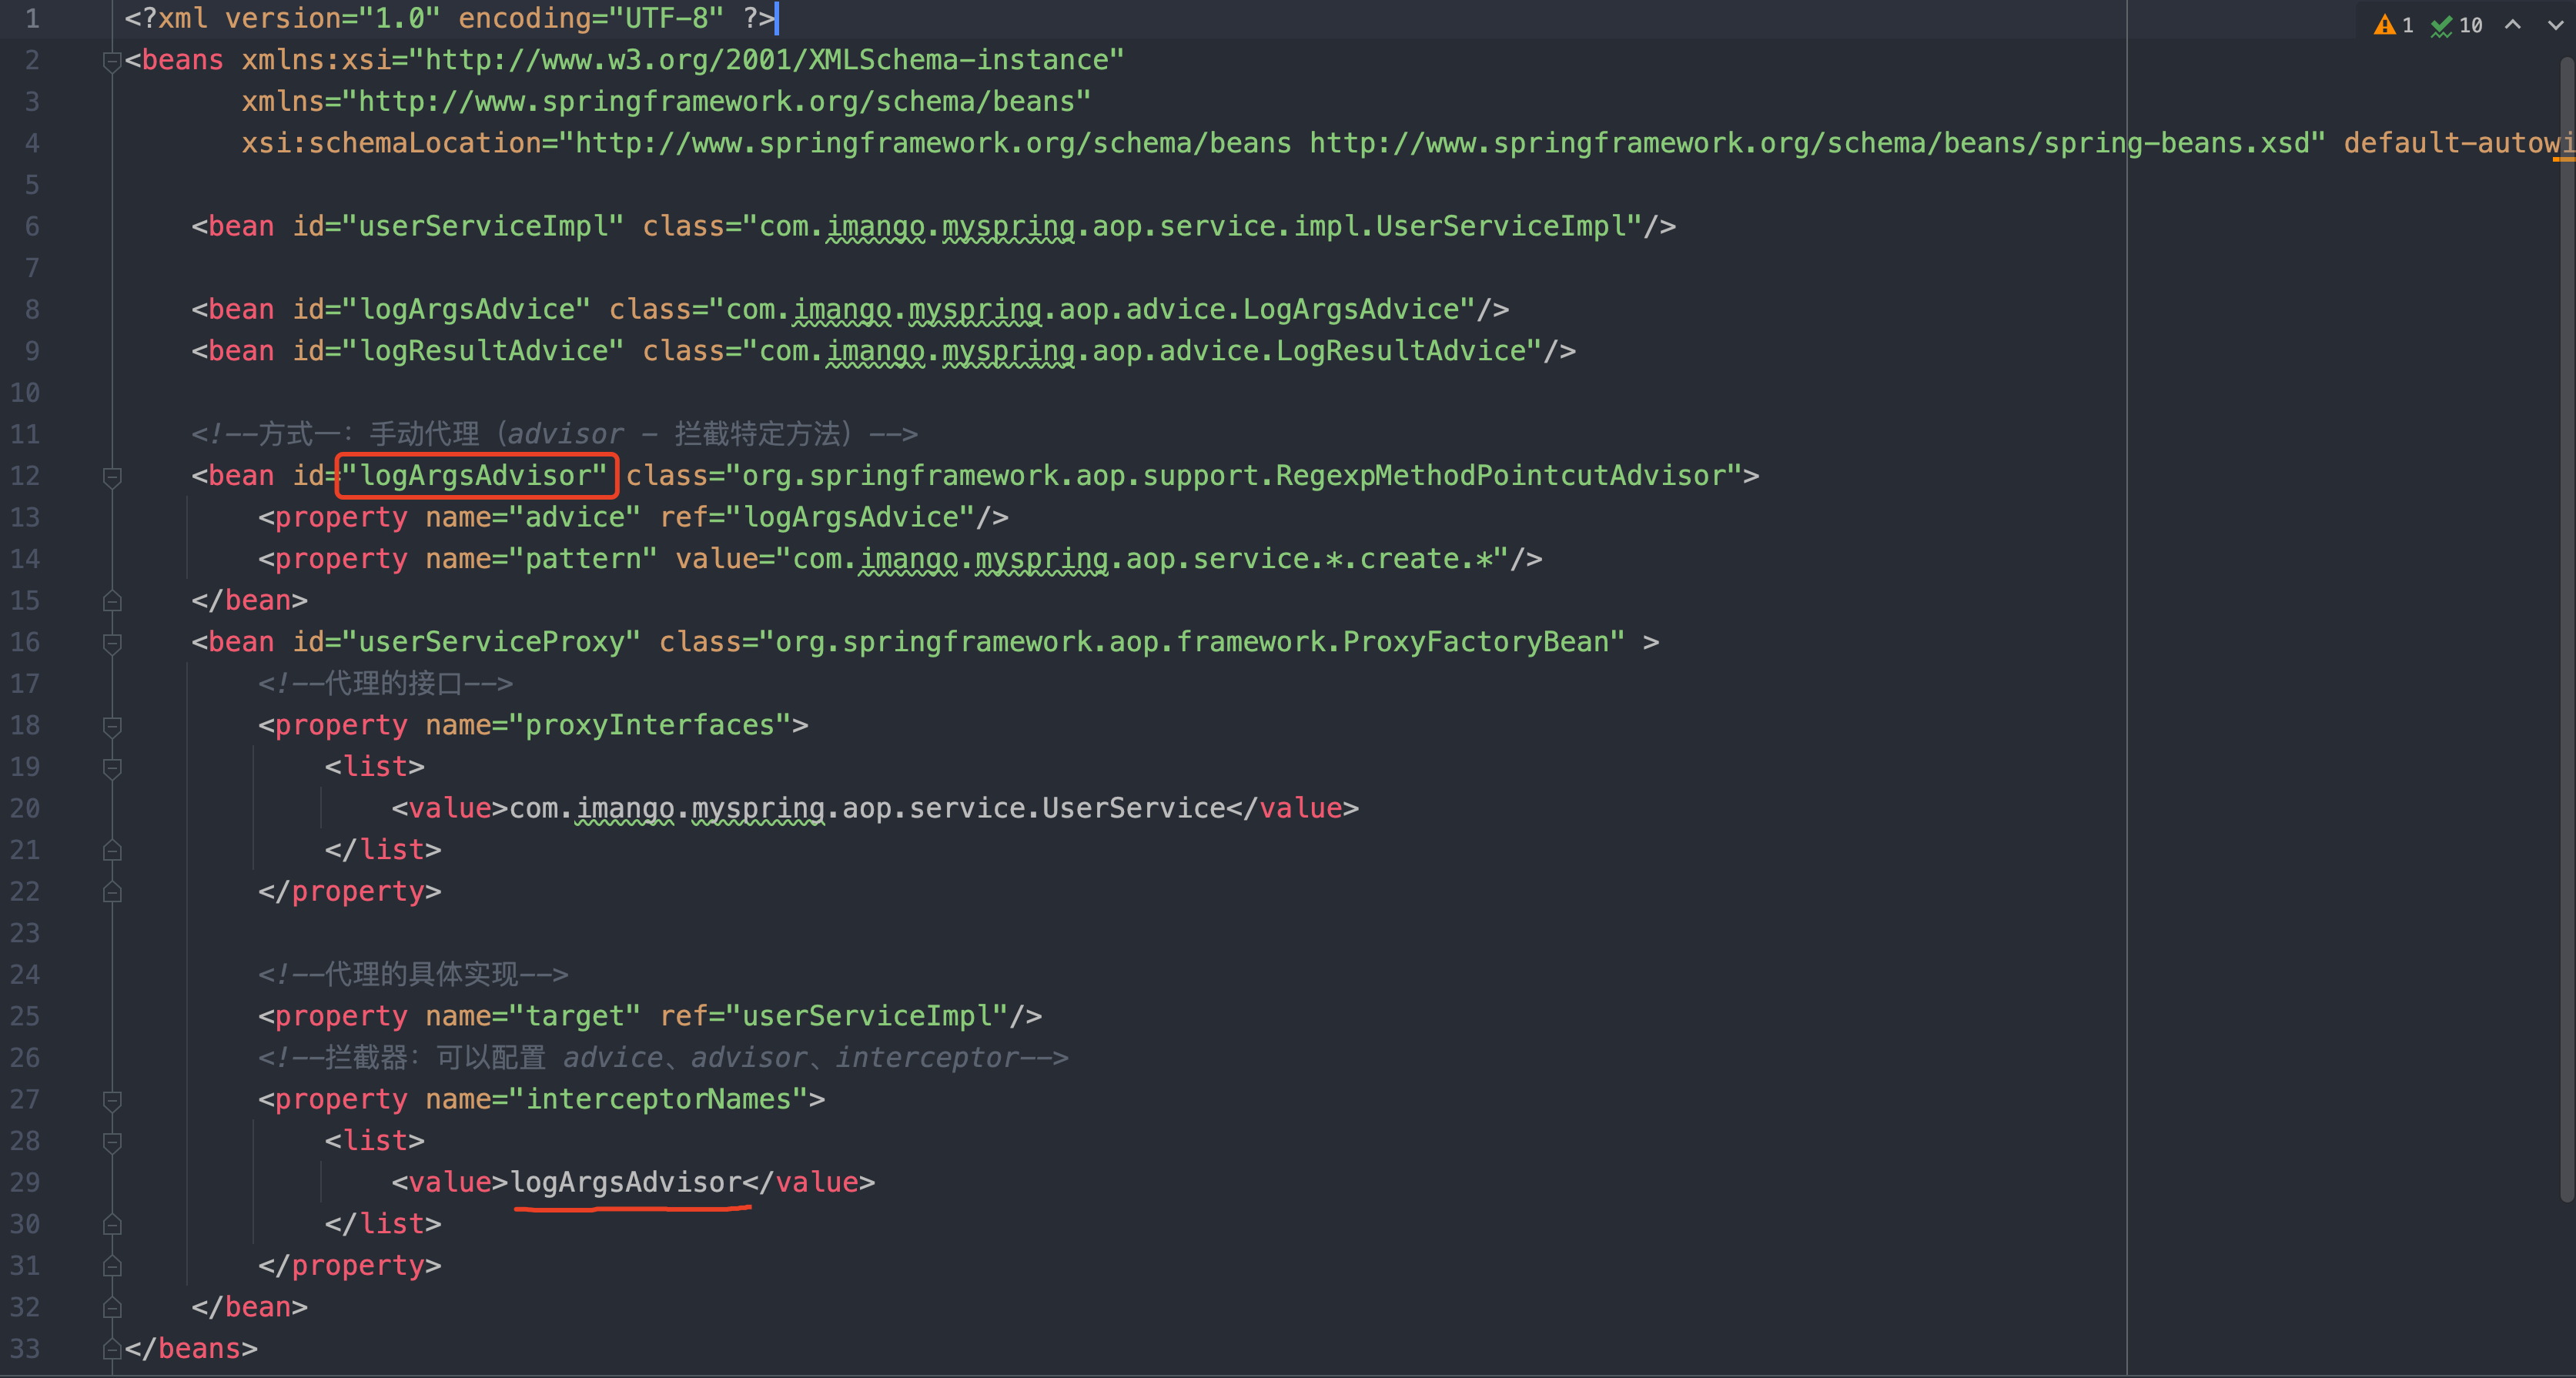 1 <?xml version="1.0" encoding="UTF-8" ?>
1 10
2 <beans xmlns:xsi="http://www.w3.org/2001/XMLSchema-instance"
3 xmlns="http://www.springframework.org/schema/beans"
4 xsi:schemaLocation="http://www.springframework.org/schema/beans http://www.springframework.org/schema/beans/spring-beans.xsd" default-autowi
5
6 <bean id="userServiceImpl" class="com.imango.myspring.aop.service.impl.UserServiceImpl"/>
7
8 <bean id="logArgsAdvice" class="com.imango.myspring.aop.advice.LogArgsAdvice"/>
9 <bean id="logResultAdvice" class="com.imango.myspring.aop.advice.LogResultAdvice"/>
10
11 <!--方式一：手动代理（advisor - 拦截特定方法）-->
12 <bean id="logArgsAdvisor" class="org.springframework.aop.support.RegexpMethodPointcutAdvisor">
13 <property name="advice" ref="logArgsAdvice"/>
14 <property name="pattern" value="com.imango.myspring.aop.service.*.create.*"/>
15 </bean>
16 <bean id="userServiceProxy" class="org.springframework.aop.framework.ProxyFactoryBean" >
17 <!--代理的接口-->
18 <property name="proxyInterfaces">
19 <list>
20 <value>com.imango.myspring.aop.service.UserService</value>
21 </list>
22 </property>
23
24 <!--代理的具体实现-->
25 <property name="target" ref="userServiceImpl"/>
26 <!--拦截器：可以配置 advice、advisor、interceptor-->
27 <property name="interceptorNames">
28 <list>
29 <value>logArgsAdvisor</value>
30 </list>
31 </property>
32 </bean>
33 </beans>